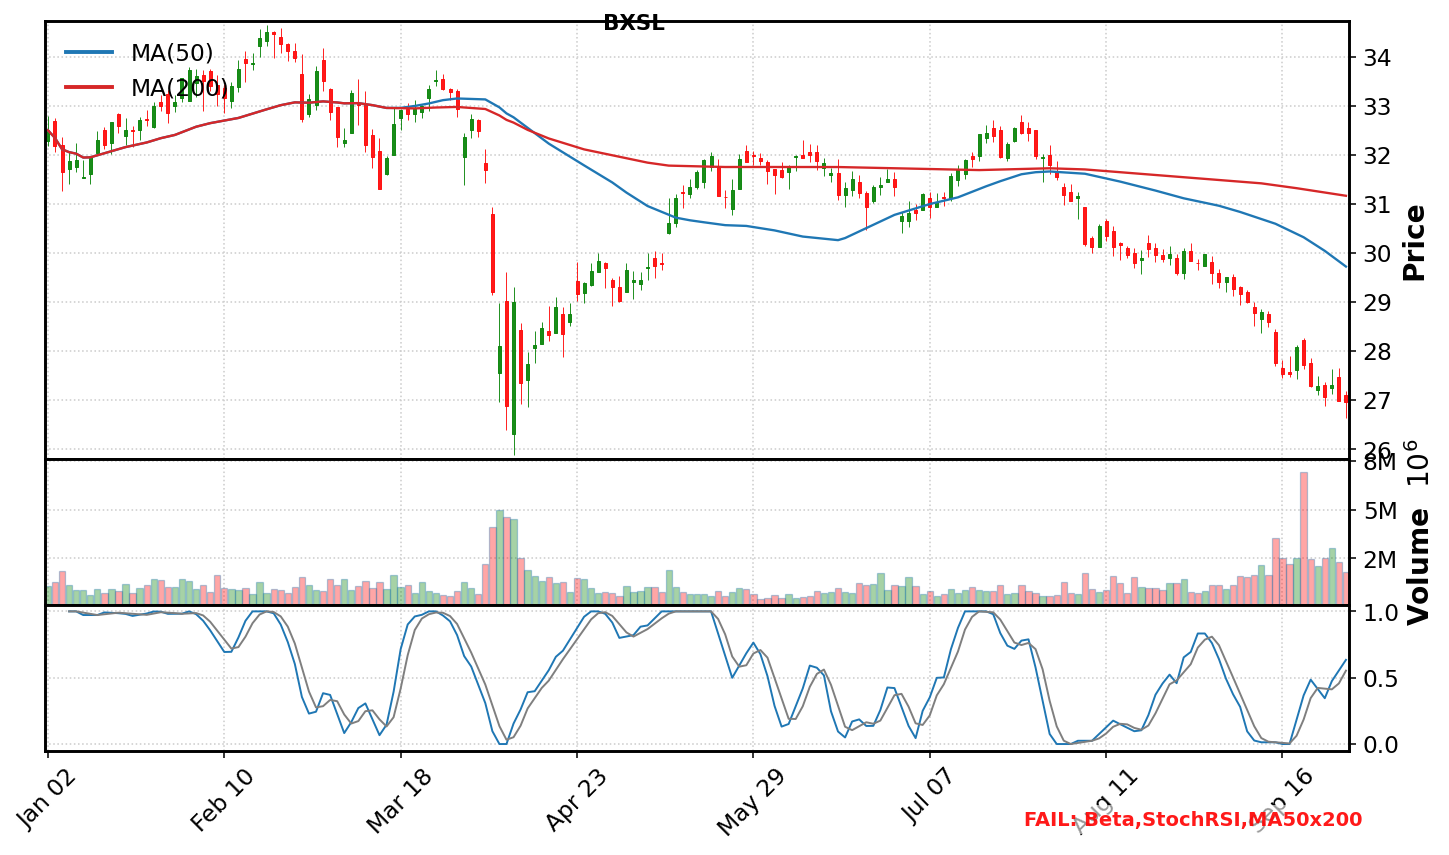 BXSL
MA(50)
MA(200)
34
33
32
31
30
29
28
27
26
Price
8M
5M
2M
Volume 10^6
1.0
0.5
0.0
Jan 02
Feb 10
Mar 18
Apr 23
May 29
Jul 07
Aug 11
Sep 16
FAIL: Beta,StochRSI,MA50x200